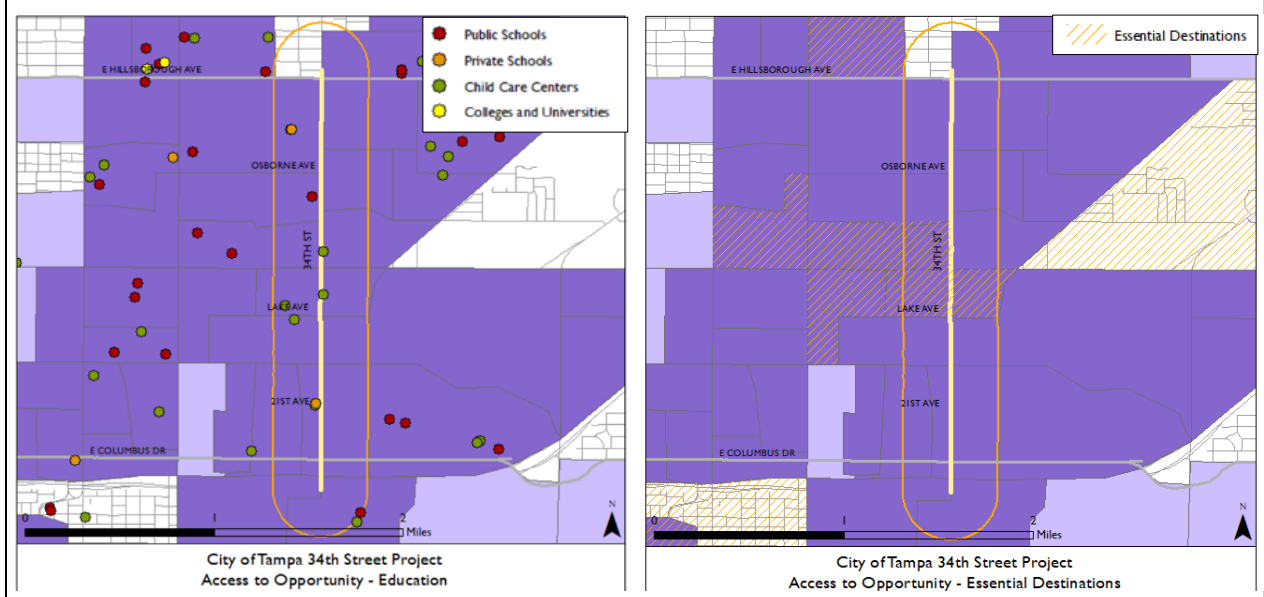 Public Schools
Private Schools
Child Care Centers
Colleges and Universities
E HILLSBOROUGH AVE
OSBORNE AVE
34TH ST
LAKE AVE
21ST AVE
E COLUMBUS DR
N
0 1 2
Miles
City of Tampa 34th Street Project
Access to Opportunity - Education
Essential Destinations
E HILLSBOROUGH AVE
OSBORNE AVE
34TH ST
LAKE AVE
21ST AVE
E COLUMBUS DR
N
0 1 2
Miles
City of Tampa 34th Street Project
Access to Opportunity - Essential Destinations